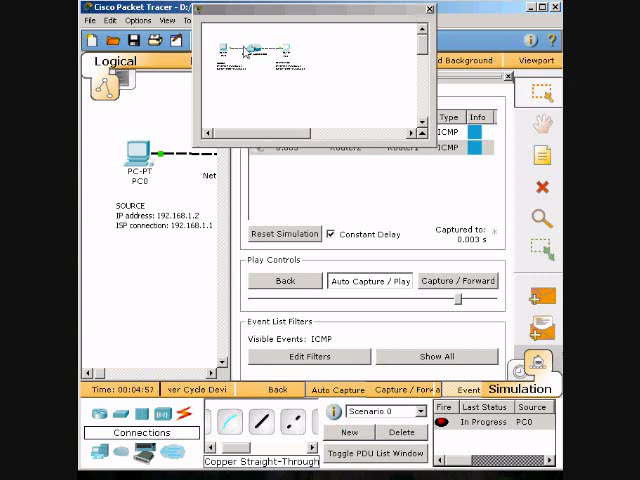 Cisco Packet Tracer - D:/
File Edit Options View To
Logical
d Background Viewport
Type Info
ICMP
0.003 Router2 Router1 ICMP
PC-PT
PC0
Net
SOURCE
IP address: 192.168.1.2
ISP connection: 192.168.1.1
Reset Simulation Constant Delay
Captured to:
0.003 s
Play Controls
Back Auto Capture / Play Capture / Forward
Event List Filters
Visible Events: ICMP
Edit Filters Show All
Time: 00:04:57 ver Cycle Devi Back Auto Capture Capture / Forwa Event Simulation
Scenario 0
Fire Last Status Source
In Progress PC0
Connections
New Delete
Toggle PDU List Window
Copper Straight-Through